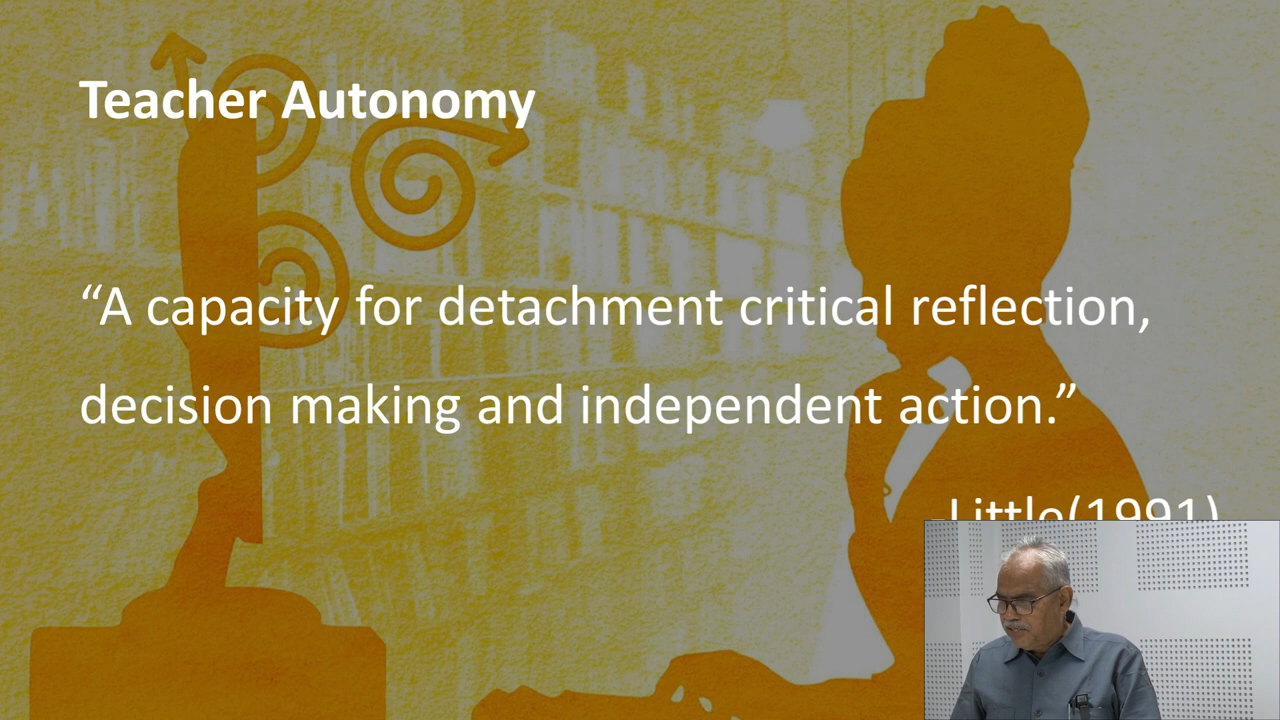 Teacher Autonomy
“A capacity for detachment critical reflection,
decision making and independent action.”
-Little(1991)